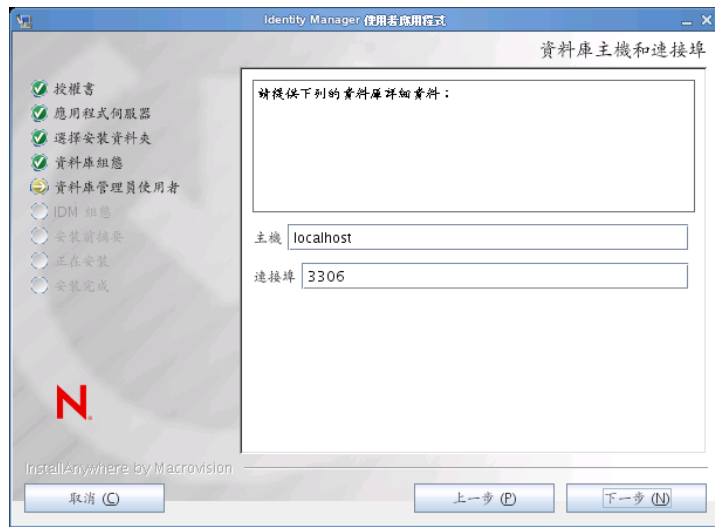 Identity Manager 使用者應用程式
資料庫主機和連接埠
授權書
應用程式伺服器
選擇安裝資料夾
資料庫組態
資料庫管理員使用者
IDM 組態
安裝前摘要
正在安裝
安裝完成
請提供下列的資料庫詳細資料：
主機 localhost
連接埠 3306
N
InstallAnywhere by Macrovision
取消 (C) 上一步 (P) 下一步 (N)